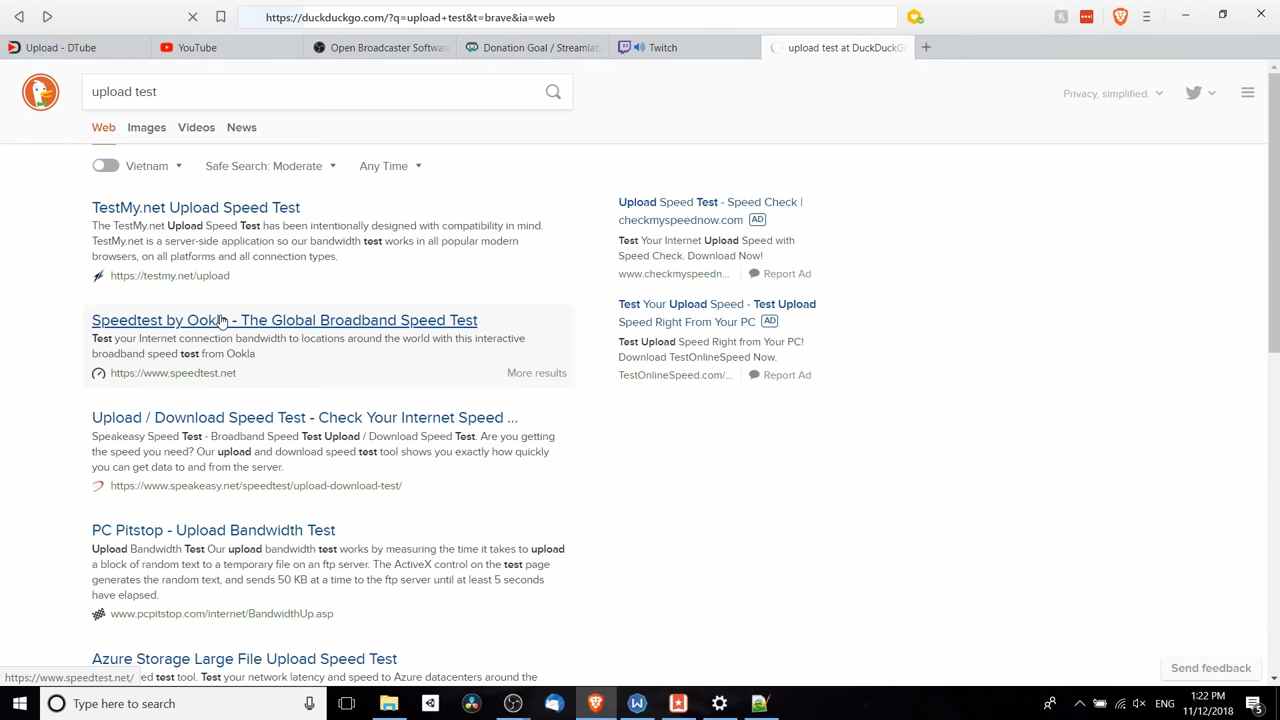 https://duckduckgo.com/?q=upload+test&t=brave&ia=web
Upload - DTube
YouTube
Open Broadcaster Softwar
Donation Goal / Streamlab
Twitch
upload test at DuckDuckG
upload test
Privacy, simplified.
Web
Images
Videos
News
Vietnam
Safe Search: Moderate
Any Time
TestMy.net Upload Speed Test
The TestMy.net Upload Speed Test has been intentionally designed with compatibility in mind.
TestMy.net is a server-side application so our bandwidth test works in all popular modern
browsers, on all platforms and all connection types.
https://testmy.net/upload
Speedtest by Ookl - The Global Broadband Speed Test
Test your Internet connection bandwidth to locations around the world with this interactive
broadband speed test from Ookla
https://www.speedtest.net
More results
Upload / Download Speed Test - Check Your Internet Speed ...
Speakeasy Speed Test - Broadband Speed Test Upload / Download Speed Test. Are you getting
the speed you need? Our upload and download speed test tool shows you exactly how quickly
you can get data to and from the server.
https://www.speakeasy.net/speedtest/upload-download-test/
PC Pitstop - Upload Bandwidth Test
Upload Bandwidth Test Our upload bandwidth test works by measuring the time it takes to upload
a block of random text to a temporary file on an ftp server. The ActiveX control on the test page
generates the random text, and sends 50 KB at a time to the ftp server until at least 5 seconds
have elapsed.
www.pcpitstop.com/internet/BandwidthUp.asp
Azure Storage Large File Upload Speed Test
ed test tool. Test your network latency and speed to Azure datacenters around the
Upload Speed Test - Speed Check |
checkmyspeednow.com AD
Test Your Internet Upload Speed with
Speed Check. Download Now!
www.checkmyspeedn...
Report Ad
Test Your Upload Speed - Test Upload
Speed Right From Your PC AD
Test Upload Speed Right from Your PC!
Download TestOnlineSpeed Now.
TestOnlineSpeed.com/...
Report Ad
Send feedback
https://www.speedtest.net/
Type here to search
ENG
1:22 PM
11/12/2018
5